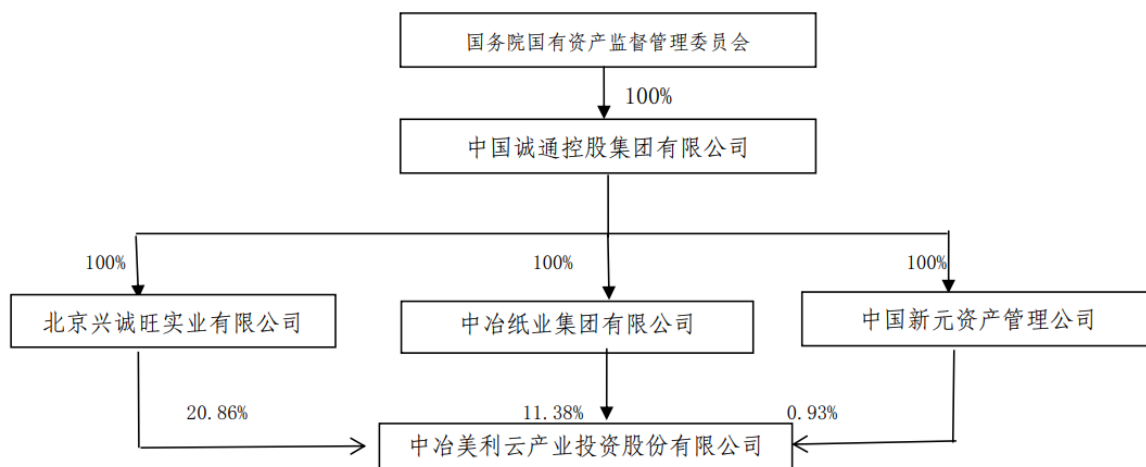 国务院国有资产监督管理委员会
100%
中国诚通控股集团有限公司
100%
100%
100%
北京兴诚旺实业有限公司
中冶纸业集团有限公司
中国新元资产管理公司
20.86%
11.38%
0.93%
中冶美利云产业投资股份有限公司